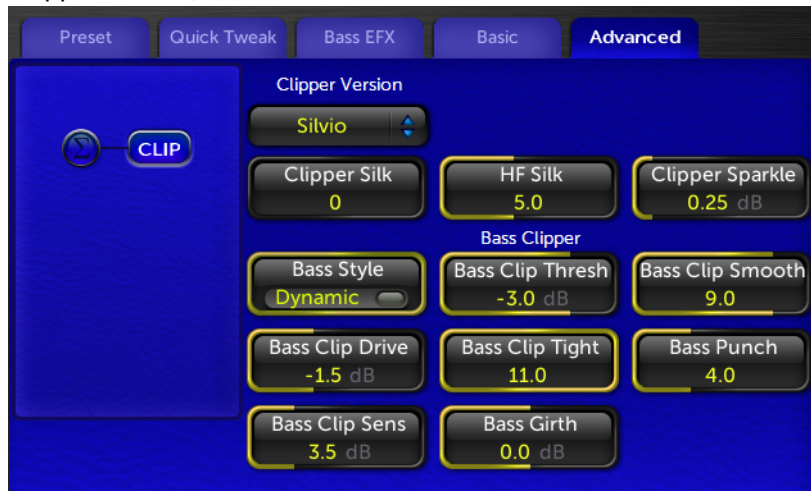 Preset Quick Tweak Bass EFX Basic Advanced
Clipper Version
Silvio
Σ CLIP
Clipper Silk HF Silk Clipper Sparkle
0 5.0 0.25 dB
Bass Clipper
Bass Style Bass Clip Thresh Bass Clip Smooth
Dynamic -3.0 dB 9.0
Bass Clip Drive Bass Clip Tight Bass Punch
-1.5 dB 11.0 4.0
Bass Clip Sens Bass Girth
3.5 dB 0.0 dB